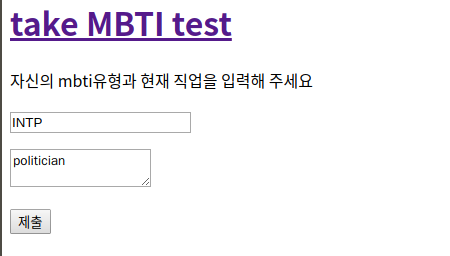 take MBTI test
자신의 mbti유형과 현재 직업을 입력해 주세요
INTP
politician
제출